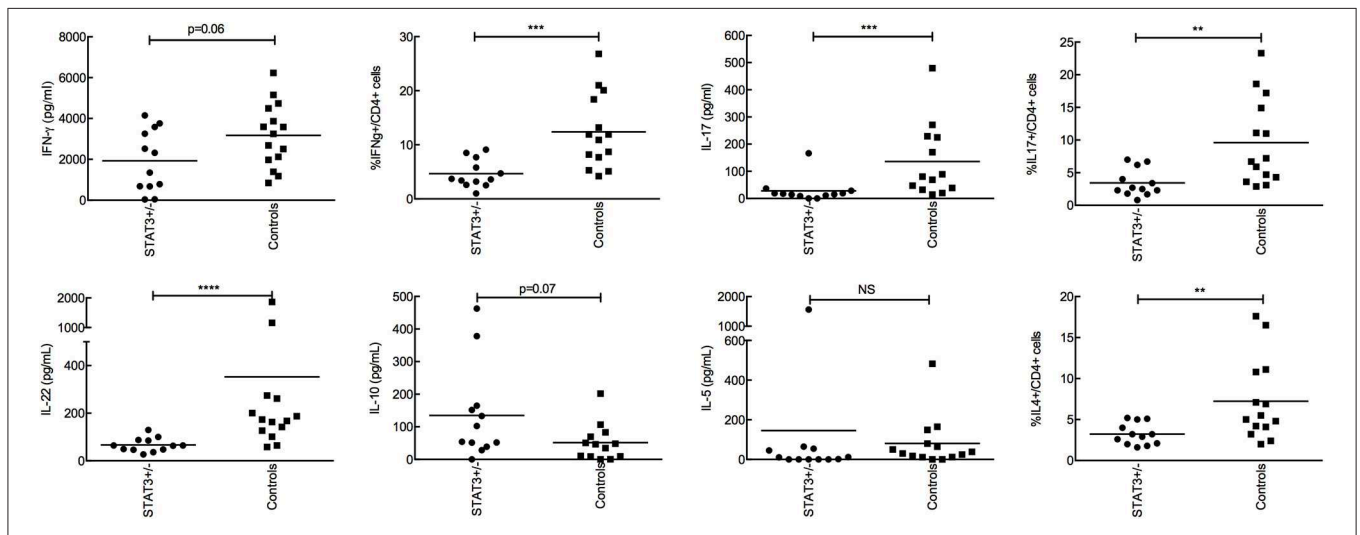 p=0.06
IFN-γ (pg/ml)
8000
6000
4000
2000
0
STAT3+/-
Controls
***
%IFNg+/CD4+ cells
30
20
10
0
STAT3+/-
Controls
***
IL-17 (pg/ml)
600
500
400
300
200
100
0
STAT3+/-
Controls
**
%IL17+/CD4+ cells
25
20
15
10
5
0
STAT3+/-
Controls
****
IL-22 (pg/mL)
2000
1000
400
200
0
STAT3+/-
Controls
p=0.07
IL-10 (pg/mL)
500
400
300
200
100
0
STAT3+/-
Controls
NS
IL-5 (pg/mL)
2000
1000
600
400
200
0
STAT3+/-
Controls
**
%IL4+/CD4+ cells
20
15
10
5
0
STAT3+/-
Controls